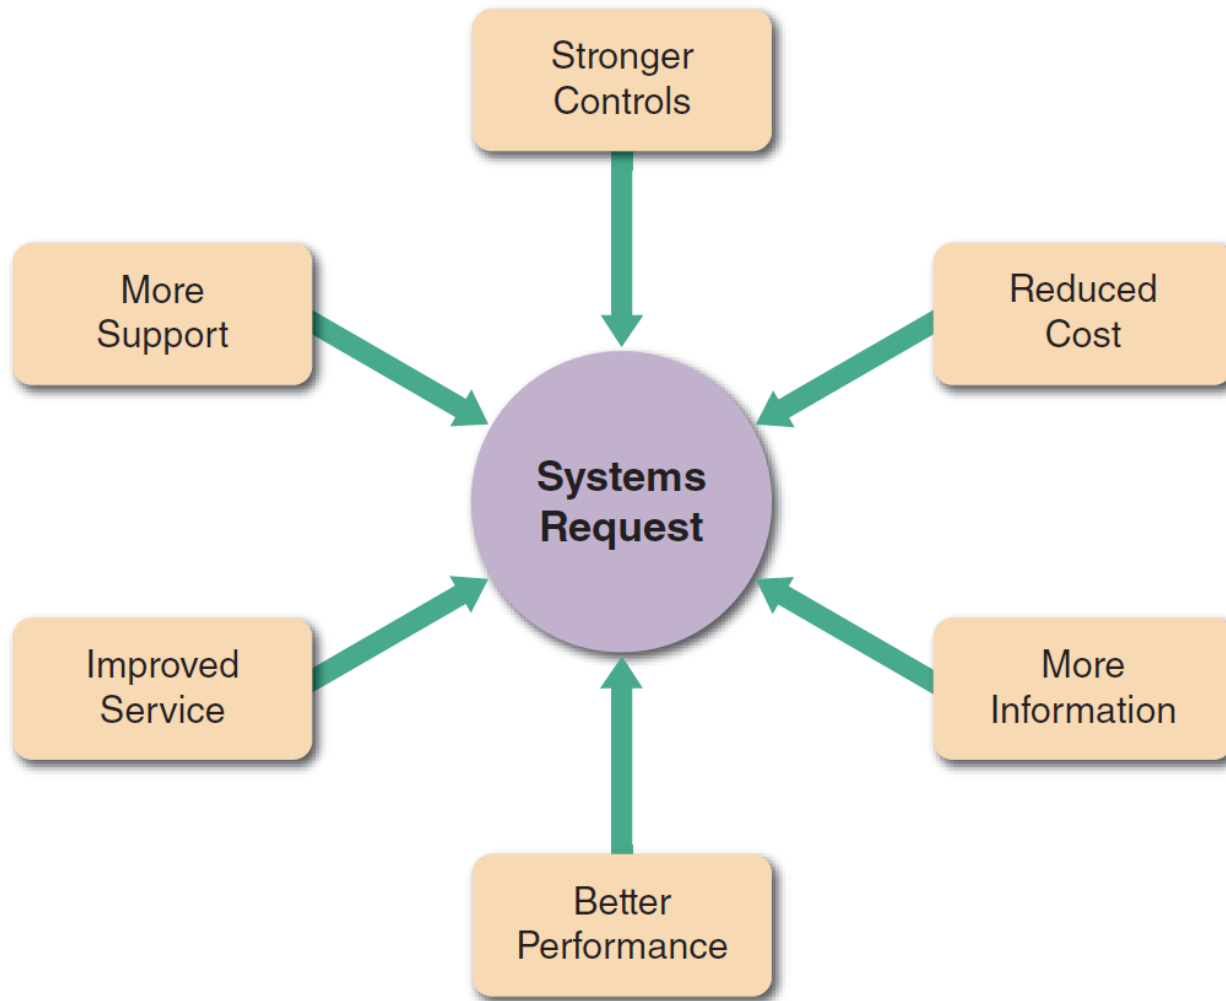 Stronger
Controls
More
Support
Reduced
Cost
Systems
Request
Improved
Service
More
Information
Better
Performance